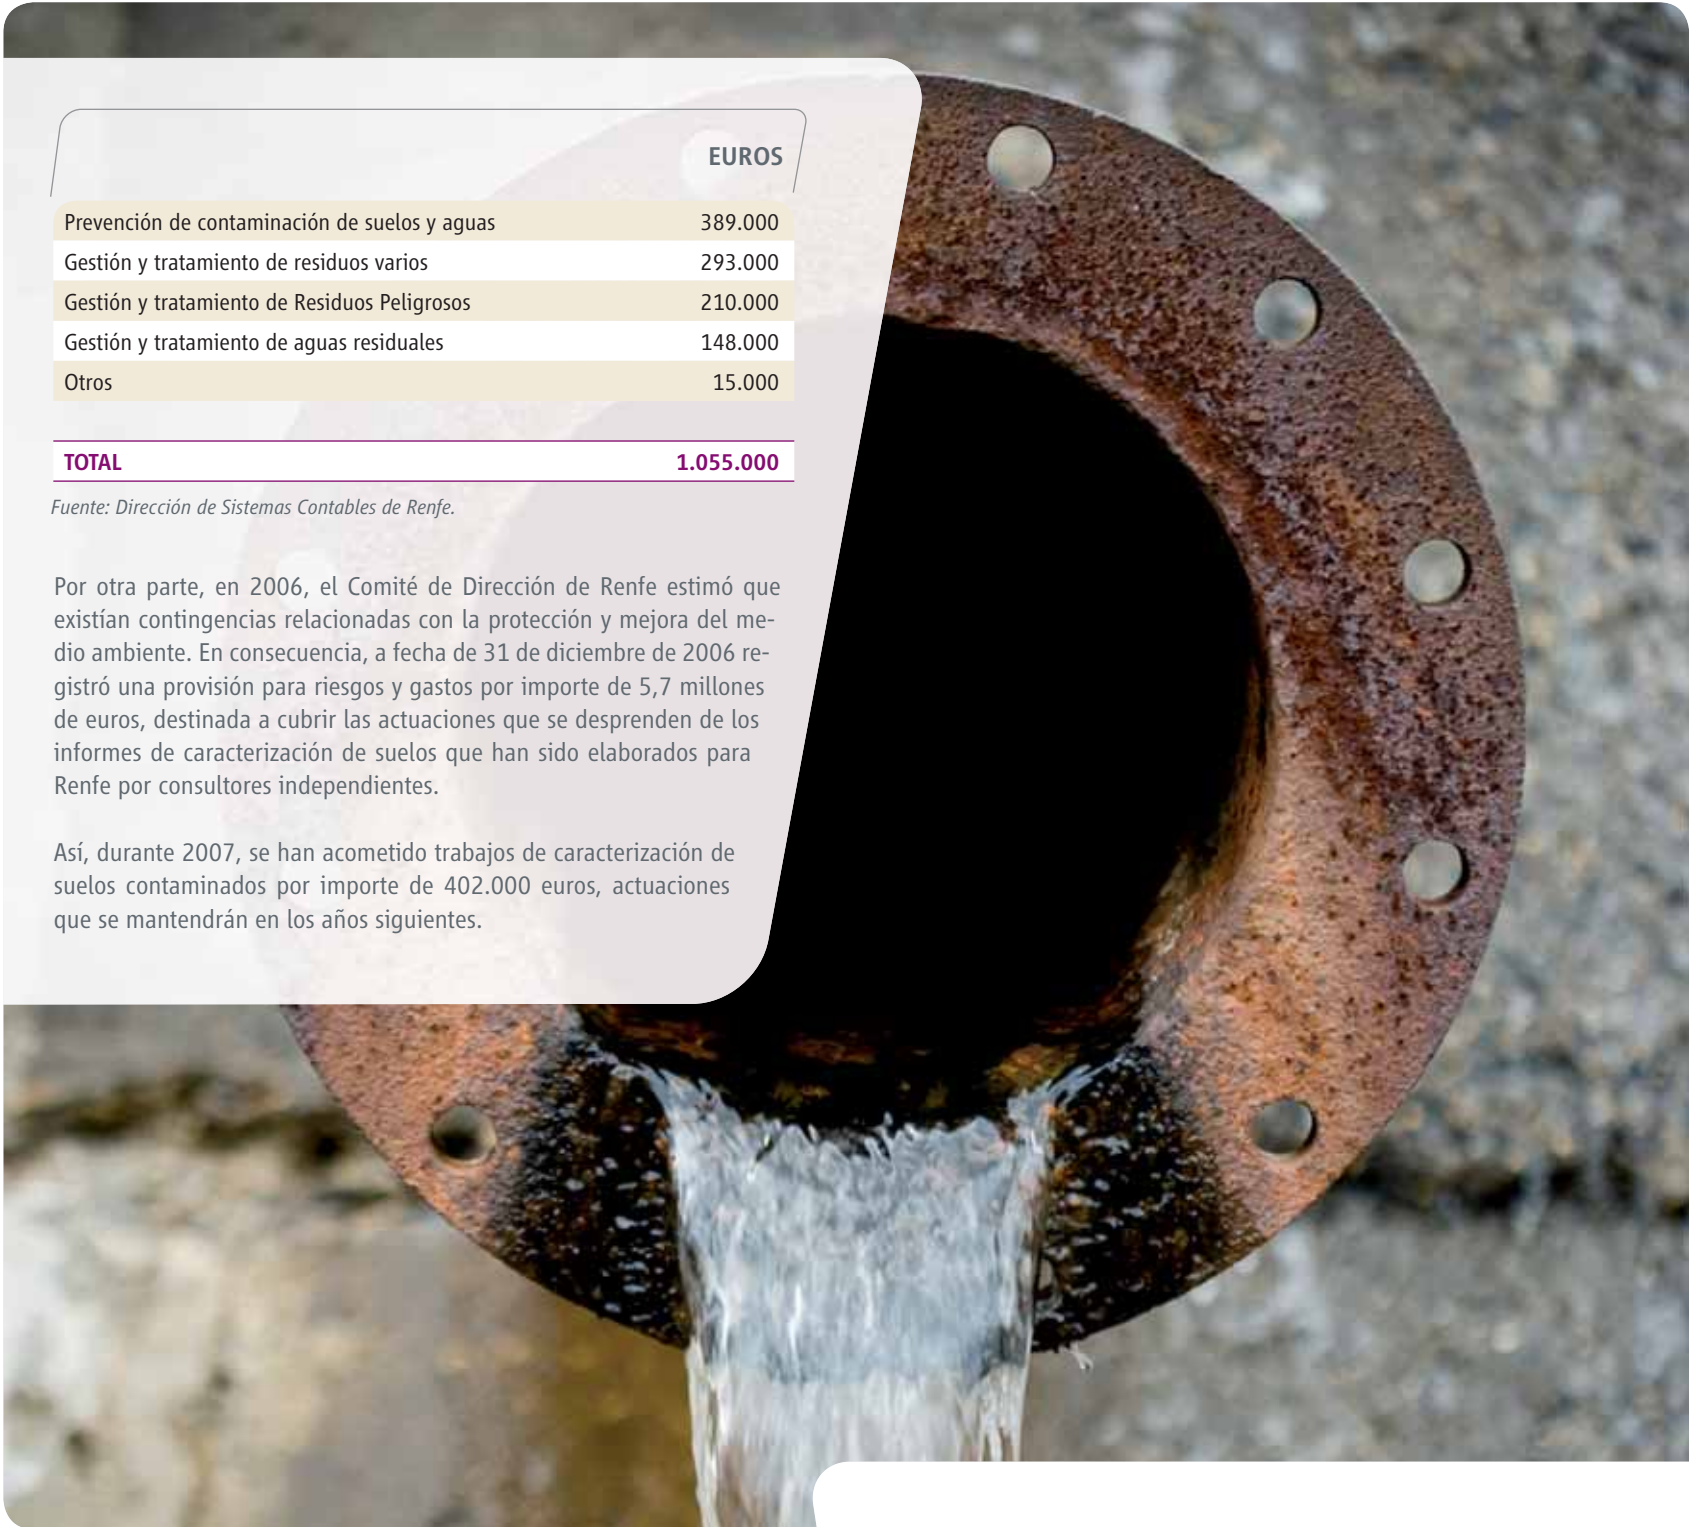 EUROS
Prevención de contaminación de suelos y aguas 389.000
Gestión y tratamiento de residuos varios 293.000
Gestión y tratamiento de Residuos Peligrosos 210.000
Gestión y tratamiento de aguas residuales 148.000
Otros 15.000
TOTAL 1.055.000
Fuente: Dirección de Sistemas Contables de Renfe.
Por otra parte, en 2006, el Comité de Dirección de Renfe estimó que
existían contingencias relacionadas con la protección y mejora del me-
dio ambiente. En consecuencia, a fecha de 31 de diciembre de 2006 re-
gistró una provisión para riesgos y gastos por importe de 5,7 millones
de euros, destinada a cubrir las actuaciones que se desprenden de los
informes de caracterización de suelos que han sido elaborados para
Renfe por consultores independientes.
Así, durante 2007, se han acometido trabajos de caracterización de
suelos contaminados por importe de 402.000 euros, actuaciones
que se mantendrán en los años siguientes.